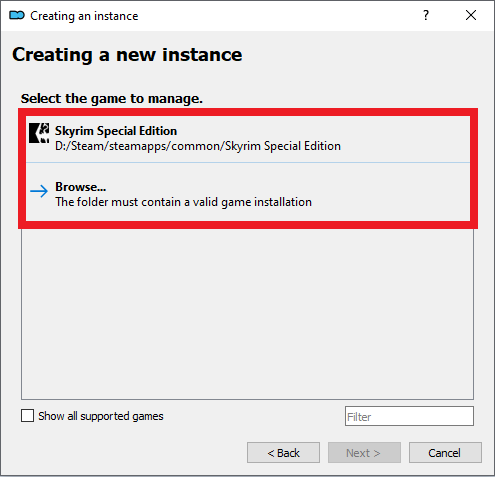 Creating an instance
?
Creating a new instance
Select the game to manage.
Skyrim Special Edition
D:/Steam/steamapps/common/Skyrim Special Edition
Browse...
The folder must contain a valid game installation
Show all supported games
Filter
< Back
Next >
Cancel